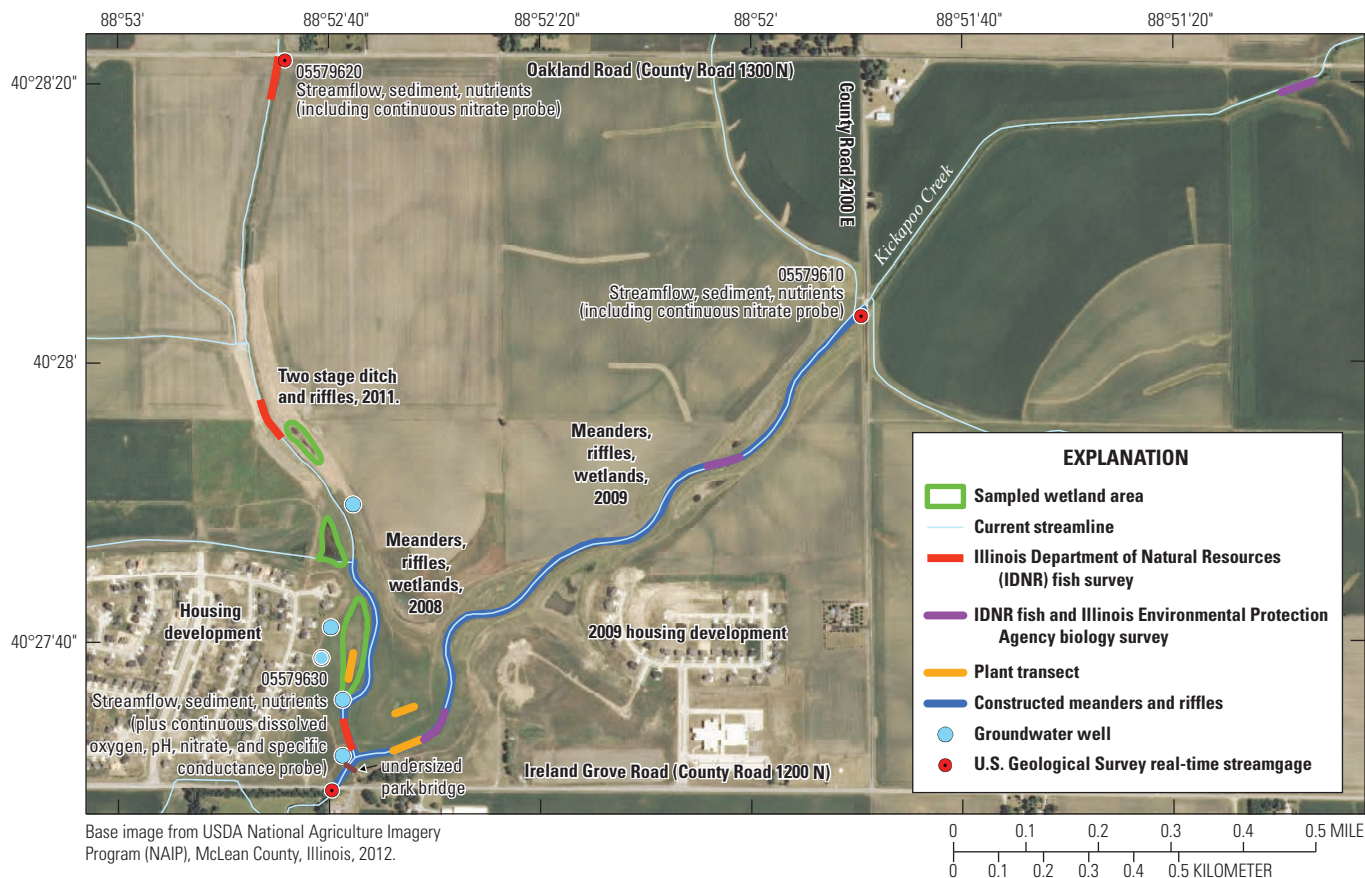 88°53'
88°52'40"
88°52'20"
88°52'
88°51'40"
88°51'20"
40°28'20"
40°28'
40°27'40"
05579620
Streamflow, sediment, nutrients
(including continuous nitrate probe)
Oakland Road (County Road 1300 N)
County Road 2100 E
Kickapoo Creek
05579610
Streamflow, sediment, nutrients
(including continuous nitrate probe)
Two stage ditch
and riffles, 2011.
Meanders,
riffles,
wetlands,
2009
Meanders,
riffles,
wetlands,
2008
Housing
development
2009 housing development
05579630
Streamflow, sediment, nutrients
(plus continuous dissolved
oxygen, pH, nitrate, and specific
conductance probe)
undersized
park bridge
Ireland Grove Road (County Road 1200 N)
EXPLANATION
Sampled wetland area
Current streamline
Illinois Department of Natural Resources
(IDNR) fish survey
IDNR fish and Illinois Environmental Protection
Agency biology survey
Plant transect
Constructed meanders and riffles
Groundwater well
U.S. Geological Survey real-time streamgage
Base image from USDA National Agriculture Imagery
Program (NAIP), McLean County, Illinois, 2012.
0 0.1 0.2 0.3 0.4 0.5 MILE
0 0.1 0.2 0.3 0.4 0.5 KILOMETER